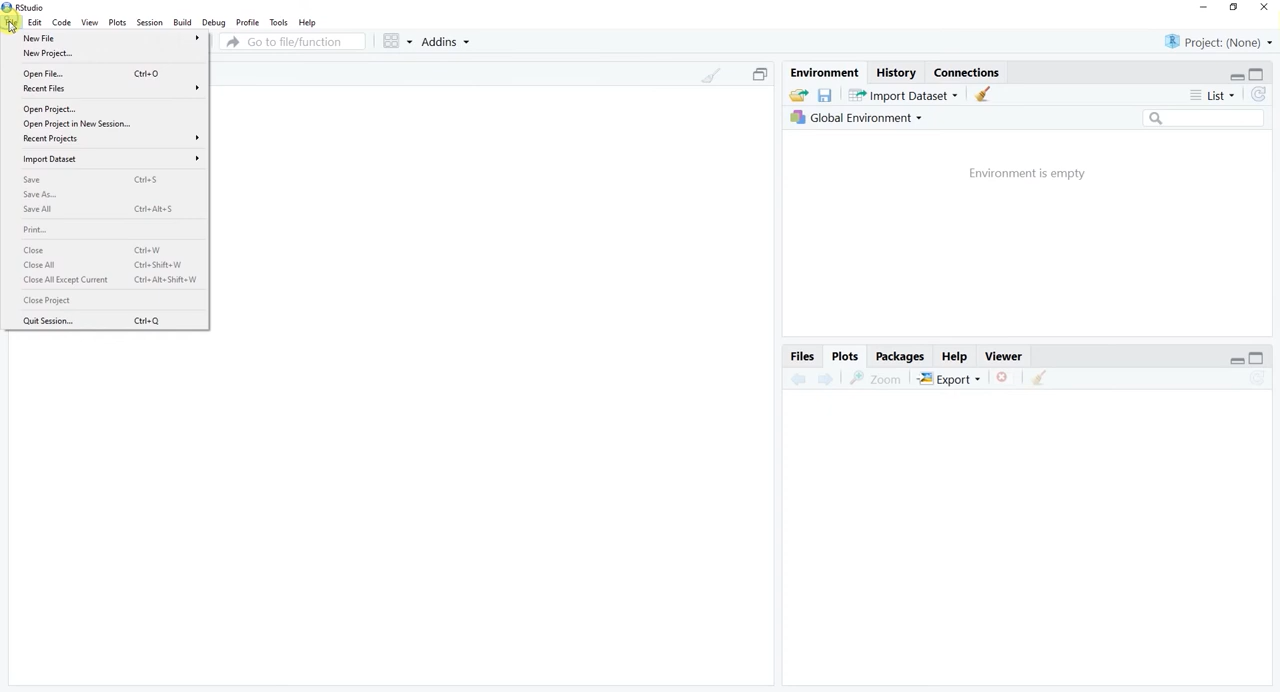 RStudio
File Edit Code View Plots Session Build Debug Profile Tools Help
Go to file/function Addins Project: (None)
New File
New Project...
Open File... Ctrl+O
Recent Files
Open Project...
Open Project in New Session...
Recent Projects
Import Dataset
Save Ctrl+S
Save As...
Save All Ctrl+Alt+S
Print...
Close Ctrl+W
Close All Ctrl+Shift+W
Close All Except Current Ctrl+Alt+Shift+W
Close Project
Quit Session... Ctrl+Q
Environment History Connections
Import Dataset List
Global Environment
Environment is empty
Files Plots Packages Help Viewer
Zoom Export